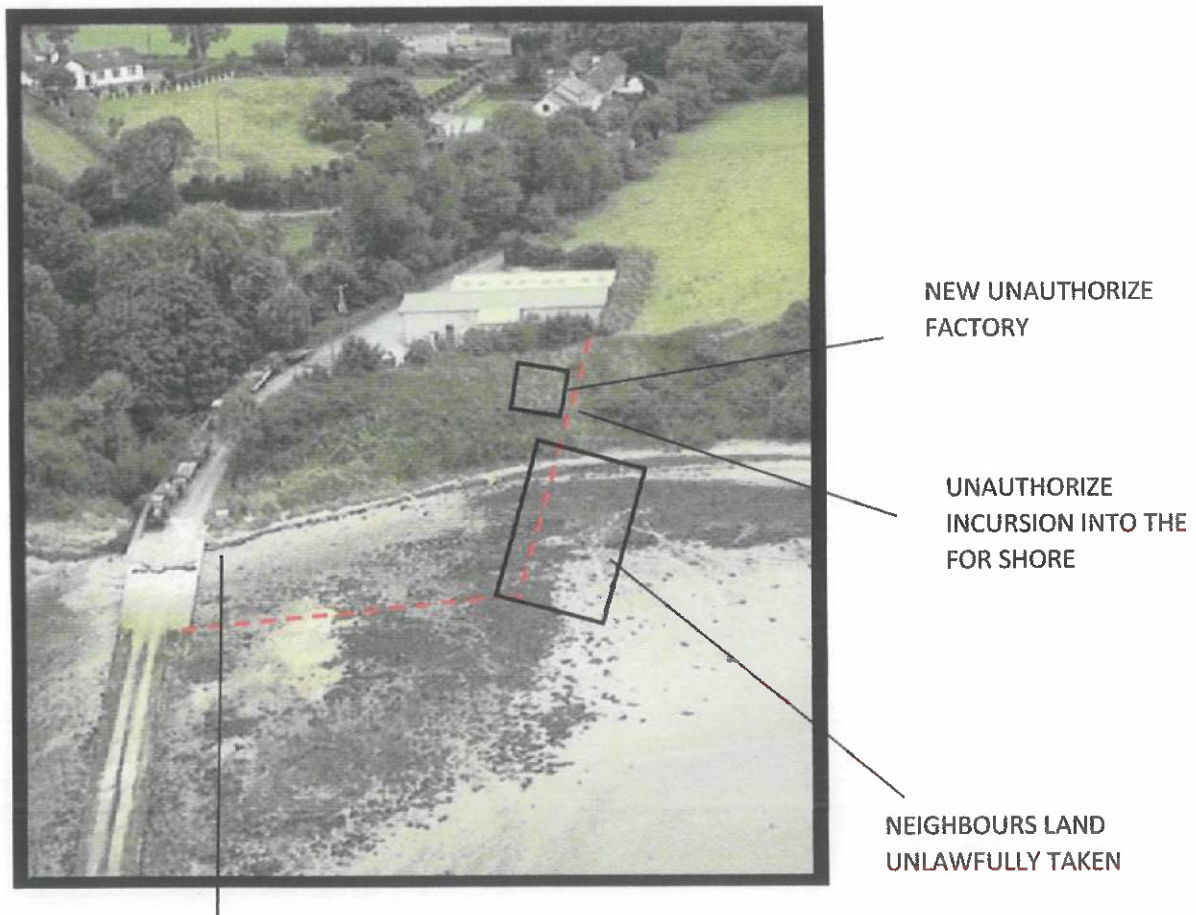 NEW UNAUTHORIZE
FACTORY
UNAUTHORIZE
INCURSION INTO THE
FOR SHORE
NEIGHBOURS LAND
UNLAWFULLY TAKEN